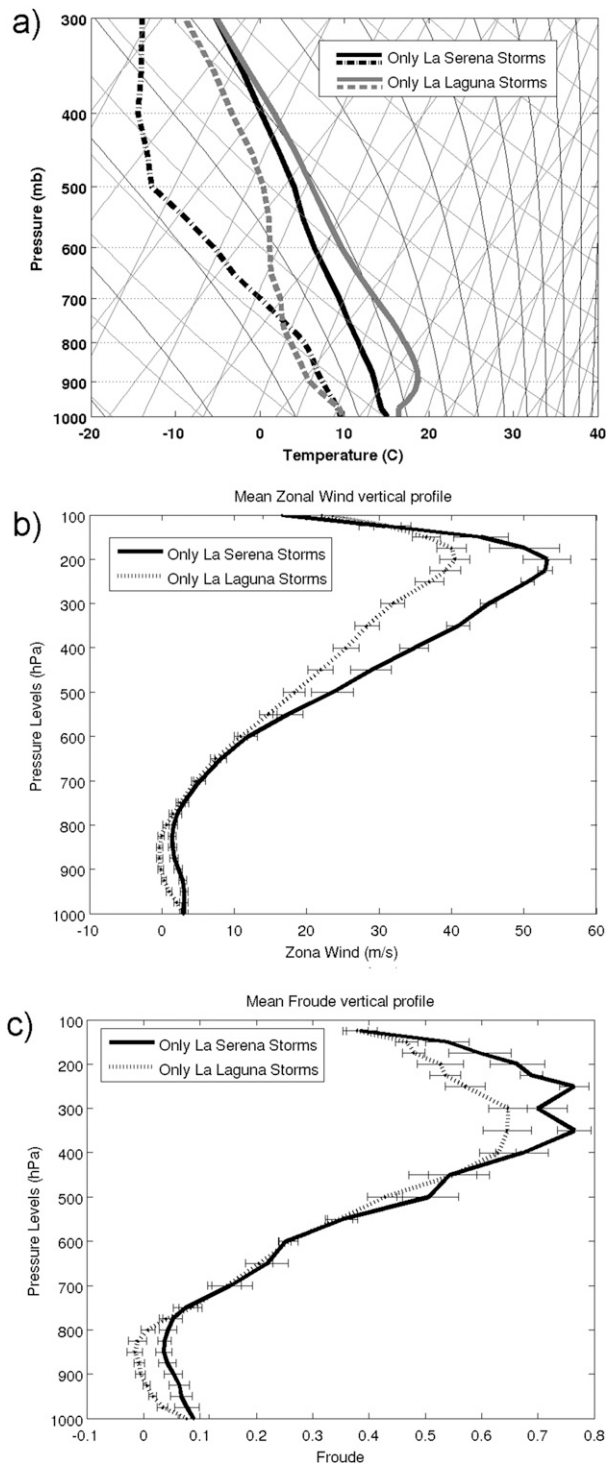 a)
300
400
500
600
700
800
900
1000
Pressure (mb)
Only La Serena Storms
Only La Laguna Storms
-20 -10 0 10 20 30 40
Temperature (C)
b)
Mean Zonal Wind vertical profile
100
200
300
400
500
600
700
800
900
1000
Pressure Levels (hPa)
Only La Serena Storms
Only La Laguna Storms
-10 0 10 20 30 40 50 60
Zona Wind (m/s)
c)
Mean Froude vertical profile
100
200
300
400
500
600
700
800
900
1000
Pressure Levels (hPa)
Only La Serena Storms
Only La Laguna Storms
-0.1 0 0.1 0.2 0.3 0.4 0.5 0.6 0.7 0.8
Froude